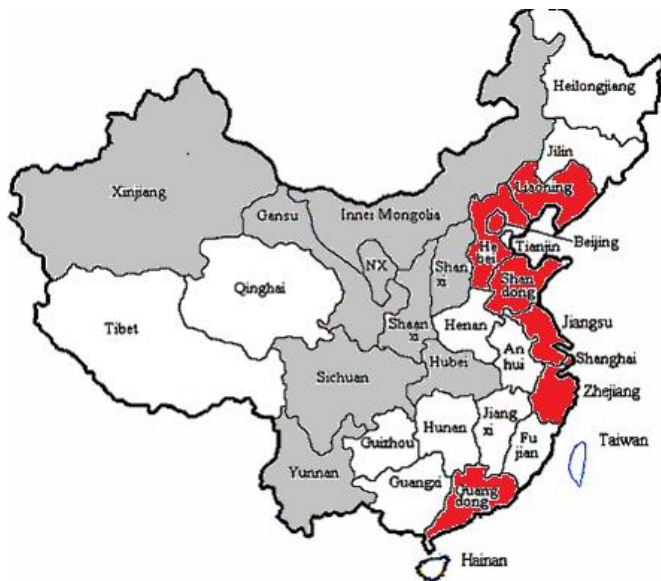 Heilongjiang
Jilin
Liaoning
Xinjiang
Gansu
Inner Mongolia
Beijing
Tianjin
He
bei
NX
Shan
xi
Shan
dong
Qinghai
Tibet
Shaan
xi
Henan
Jiangsu
An
hui
Shanghai
Hubei
Sichuan
Zhejiang
Hunan
Jiang
xi
Guizhou
Fu
jian
Taiwan
Yunnan
Guangxi
Guang
dong
Hainan